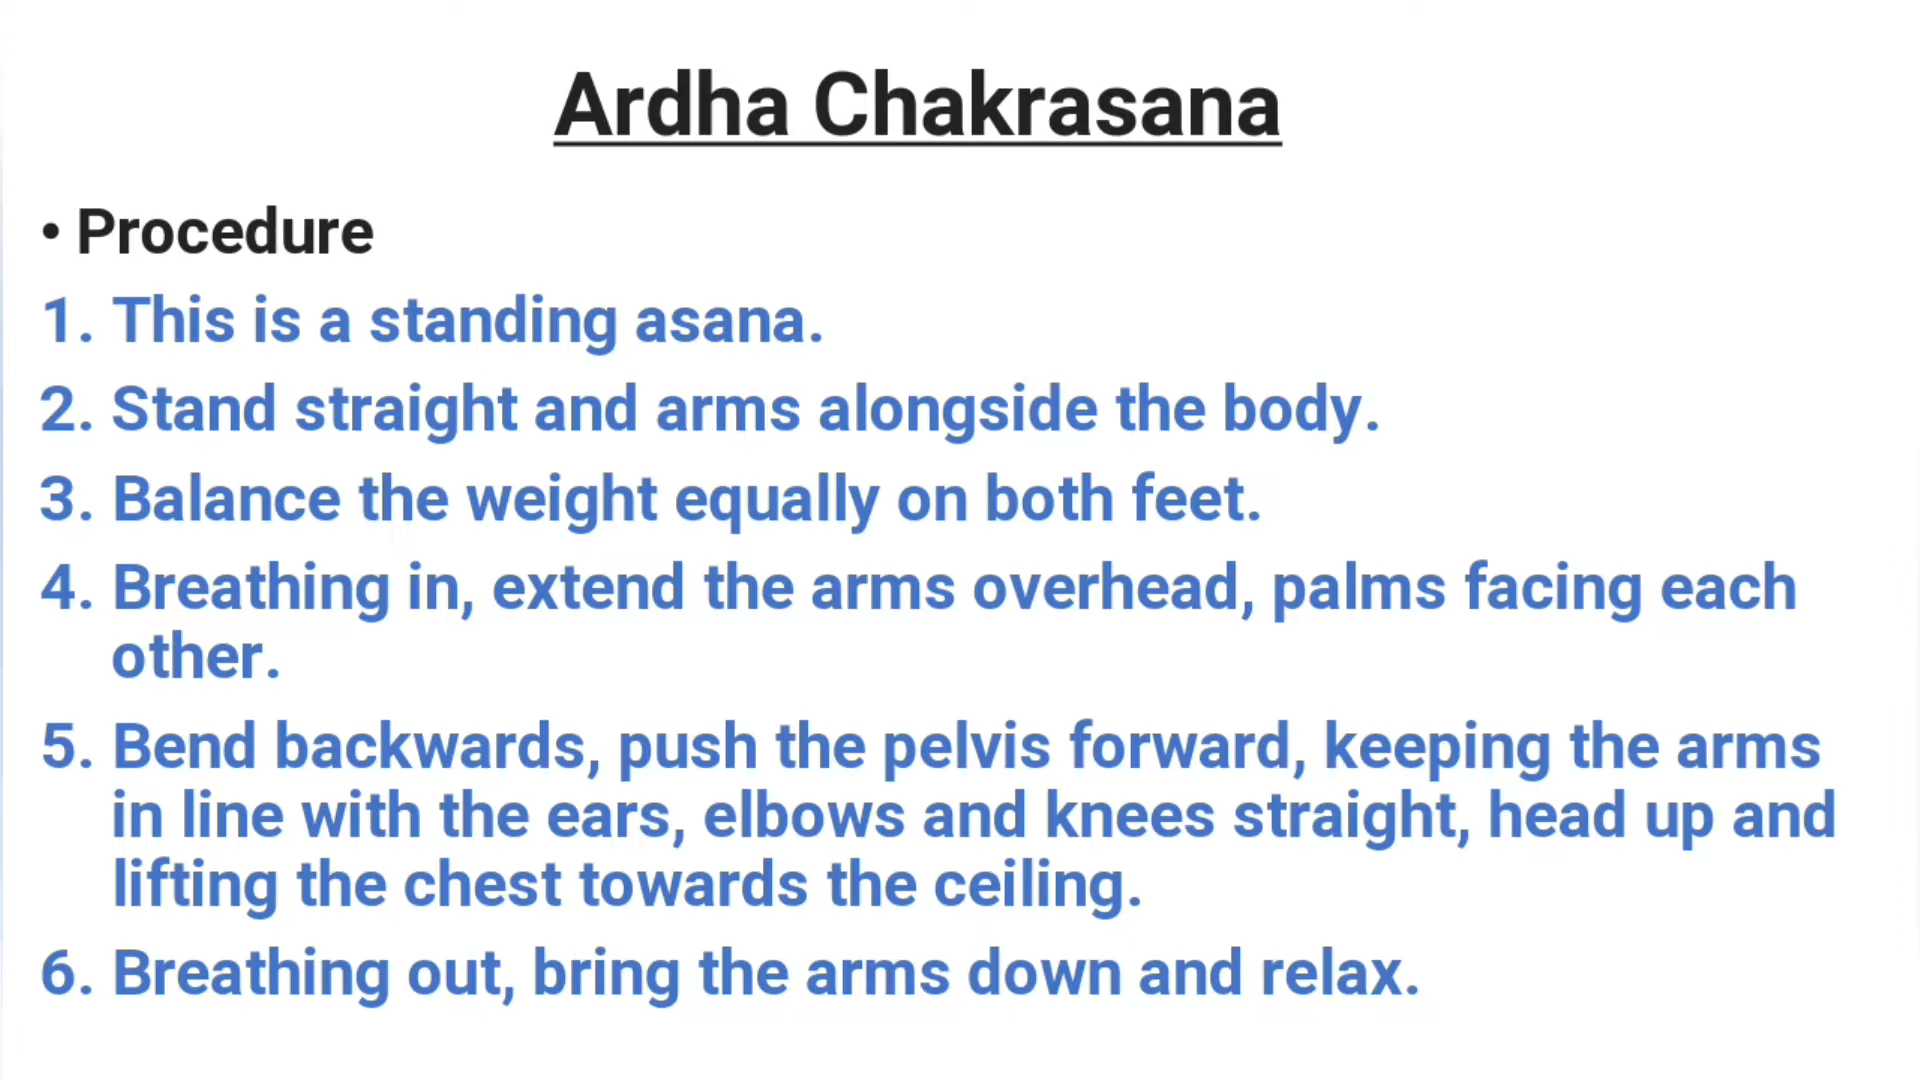 Ardha Chakrasana
• Procedure
1. This is a standing asana.
2. Stand straight and arms alongside the body.
3. Balance the weight equally on both feet.
4. Breathing in, extend the arms overhead, palms facing each
other.
5. Bend backwards, push the pelvis forward, keeping the arms
in line with the ears, elbows and knees straight, head up and
lifting the chest towards the ceiling.
6. Breathing out, bring the arms down and relax.